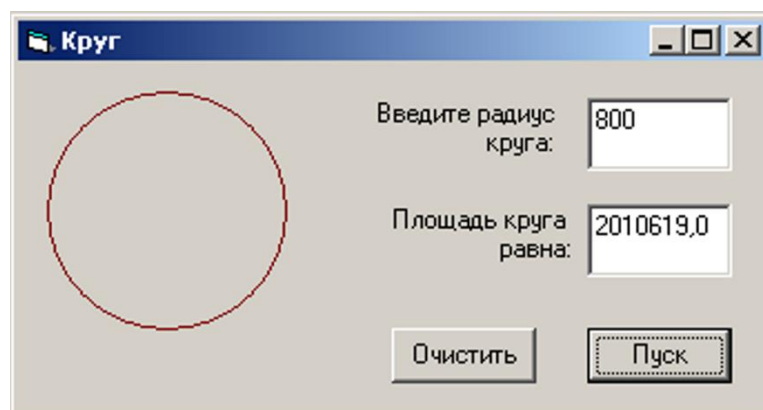 Круг
Введите радиус
круга:
800
Площадь круга
равна:
2010619,0
Очистить
Пуск